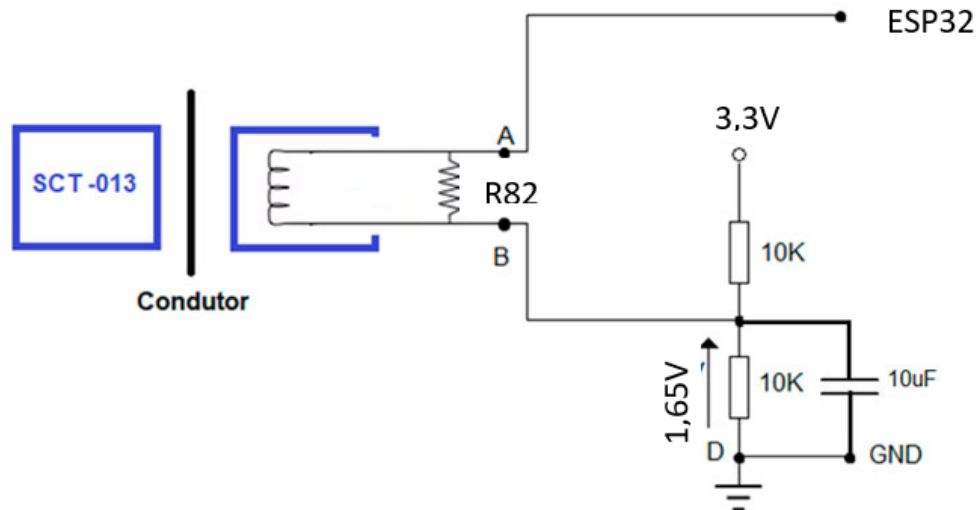 ESP32
3,3V
A
SCT -013
R82
B
10K
Condutor
1,65V
10K
10uF
D
GND